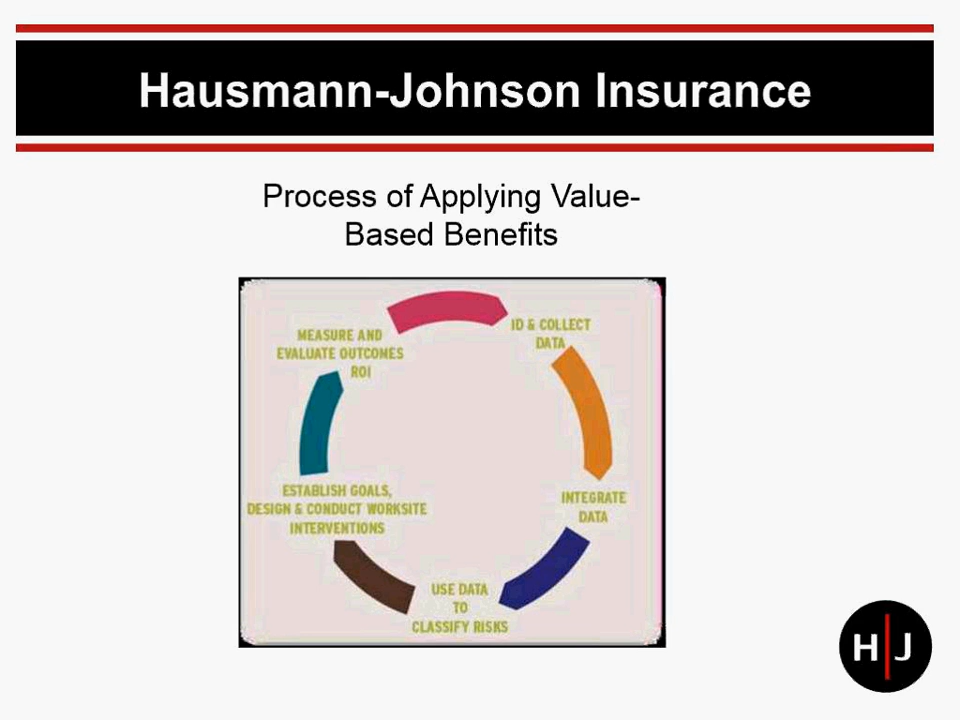 Hausmann-Johnson Insurance
Process of Applying Value-
Based Benefits
ID & COLLECT
DATA
INTEGRATE
DATA
USE DATA
TO
CLASSIFY RISKS
ESTABLISH GOALS,
DESIGN & CONDUCT WORKSITE
INTERVENTIONS
MEASURE AND
EVALUATE OUTCOMES
ROI
H|J